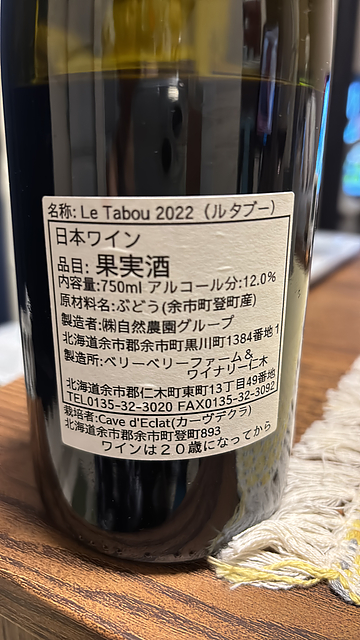 名称: Le Tabou 2022（ルタブー）
日本ワイン
品目: 果実酒
内容量:750ml アルコール分:12.0%
原材料名:ぶどう(余市町登町産)
製造者:㈱自然農園グループ
北海道余市郡余市町黒川町1384番地1
製造所:ベリーベリーファーム＆
ワイナリー仁木
北海道余市郡仁木町東町13丁目49番地
TEL0135-32-3020 FAX0135-32-3092
栽培者:Cave d'Eclat(カーヴデクラ)
北海道余市郡余市町登町893
ワインは２０歳になってから